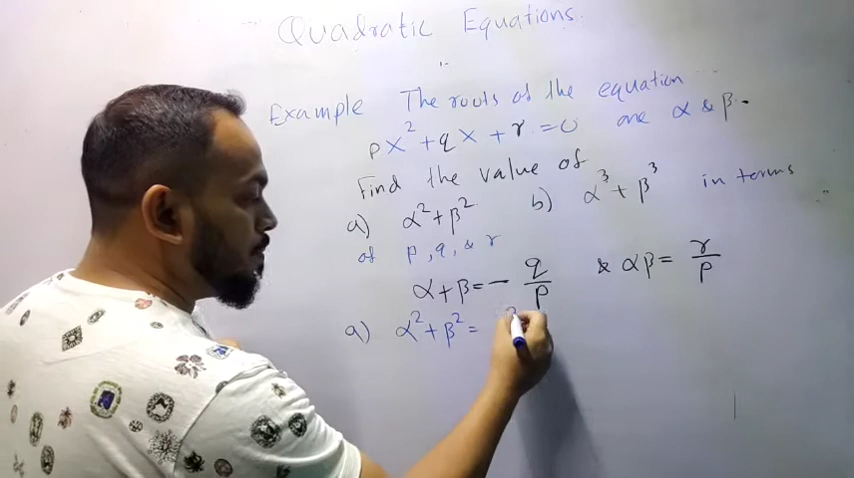 Quadratic Equations.
Example The roots of the equation
px² + qx + r = 0 are α & β.
Find the value of
a) α² + β² b) α³ + β³ in terms
of p, q, & r
α + β = - q/p & αβ = r/p
a) α² + β² =